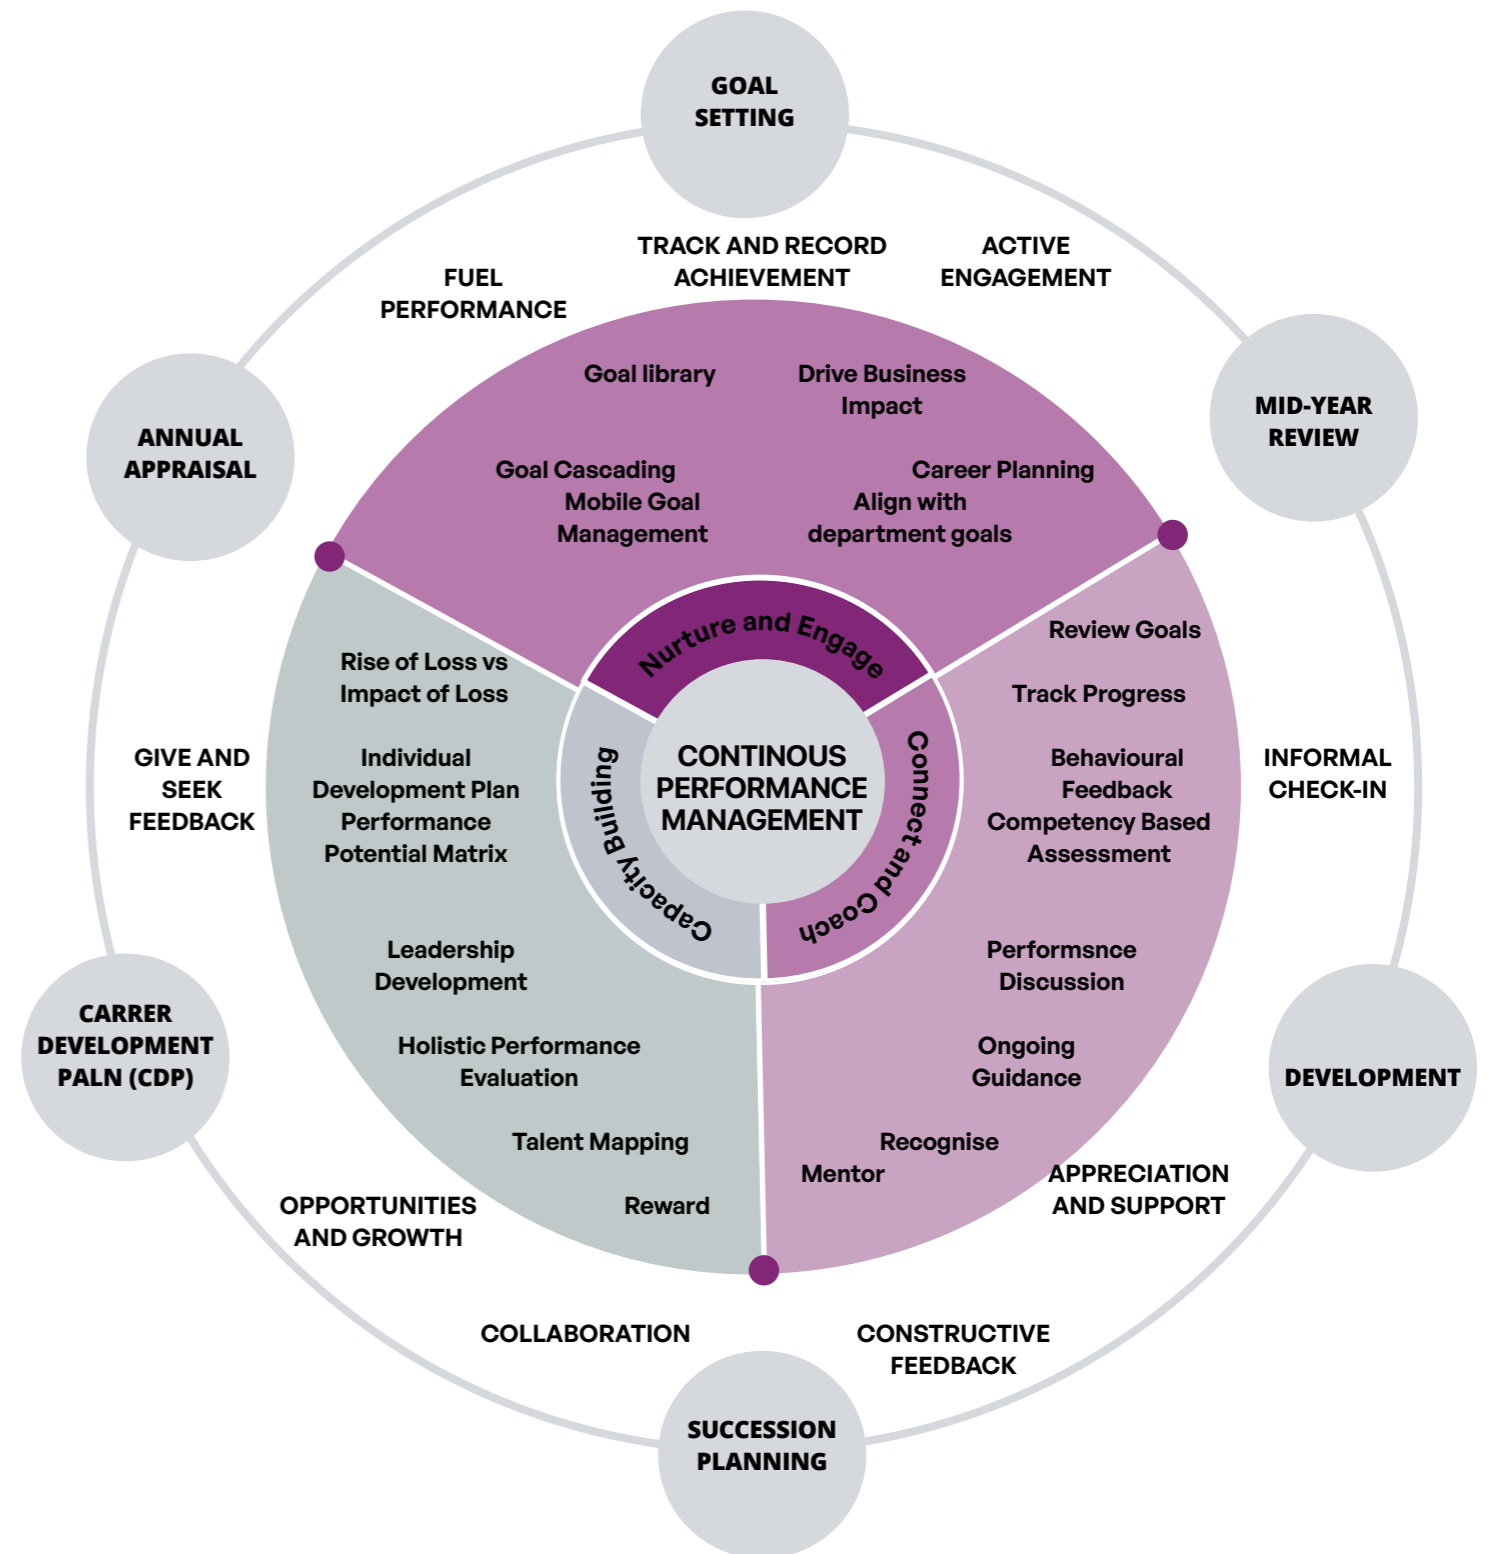 GOAL
SETTING
TRACK AND RECORD
ACHIEVEMENT
ACTIVE
ENGAGEMENT
FUEL
PERFORMANCE
MID-YEAR
REVIEW
ANNUAL
APPRAISAL
Goal library
Drive Business
Impact
Goal Cascading
Mobile Goal
Management
Career Planning
Align with
department goals
Nurture and Engage
CONTINOUS
PERFORMANCE
MANAGEMENT
Connect and Coach
Capacity Building
Review Goals
Track Progress
Behavioural
Feedback
Competency Based
Assessment
Performsnce
Discussion
Ongoing
Guidance
Recognise
Mentor
Rise of Loss vs
Impact of Loss
Individual
Development Plan
Performance
Potential Matrix
Leadership
Development
Holistic Performance
Evaluation
Talent Mapping
Reward
GIVE AND
SEEK
FEEDBACK
INFORMAL
CHECK-IN
CARRER
DEVELOPMENT
PALN (CDP)
DEVELOPMENT
APPRECIATION
AND SUPPORT
OPPORTUNITIES
AND GROWTH
COLLABORATION
CONSTRUCTIVE
FEEDBACK
SUCCESSION
PLANNING